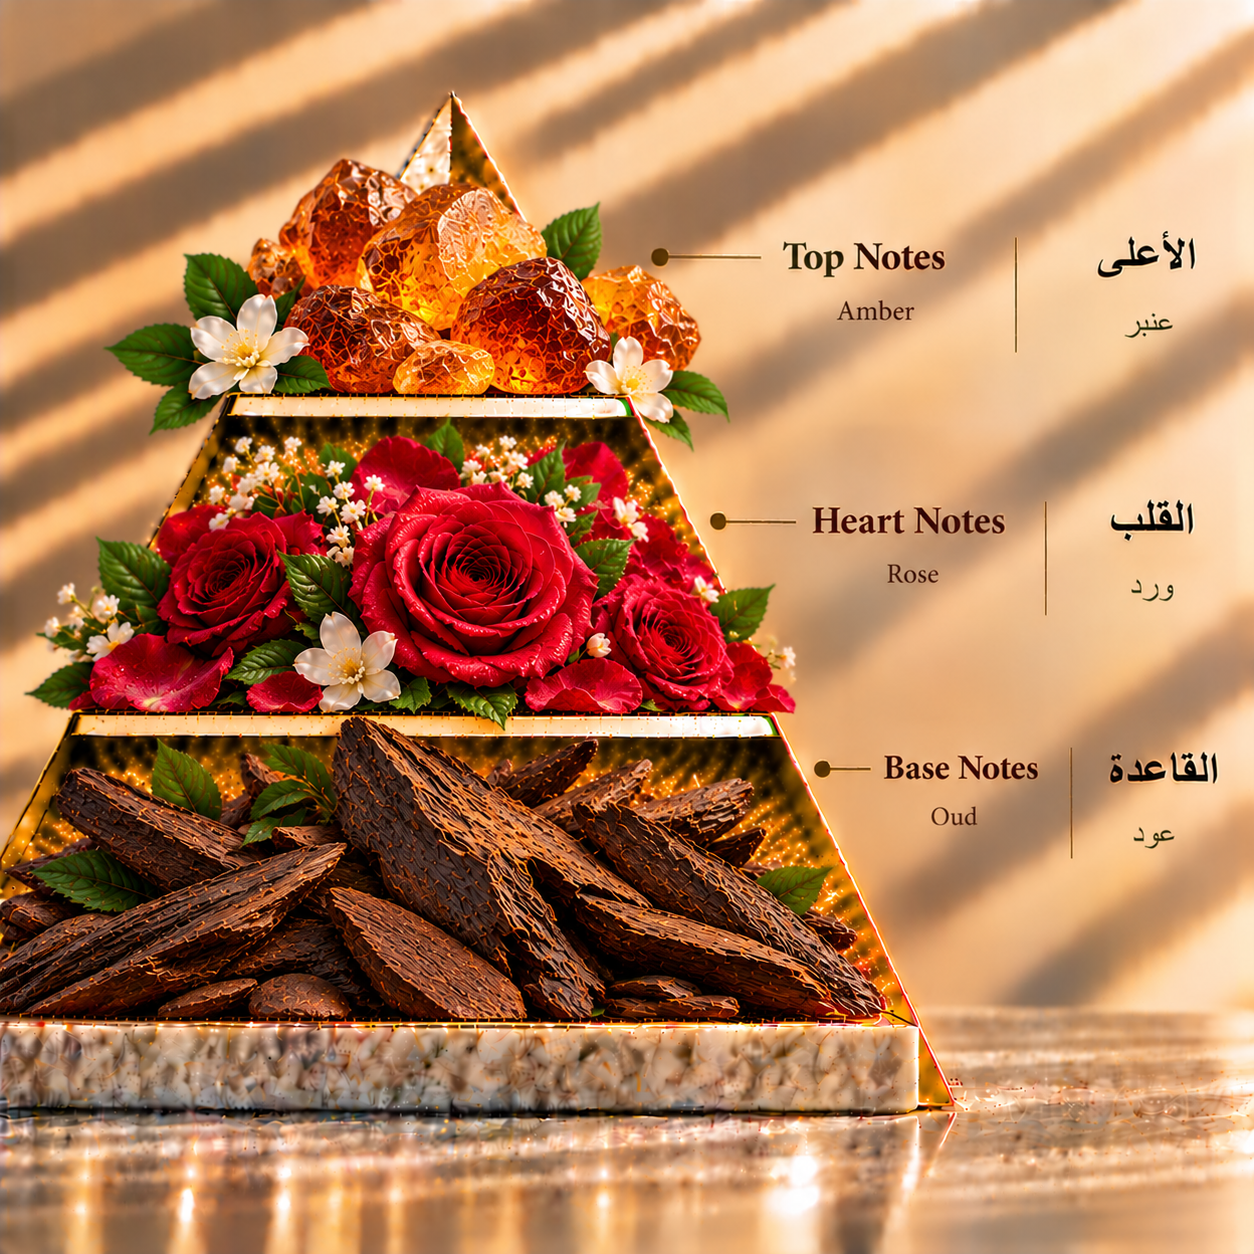 Top Notes
Amber
الأعلى
عنبر
Heart Notes
Rose
القلب
ورد
Base Notes
Oud
القاعدة
عود